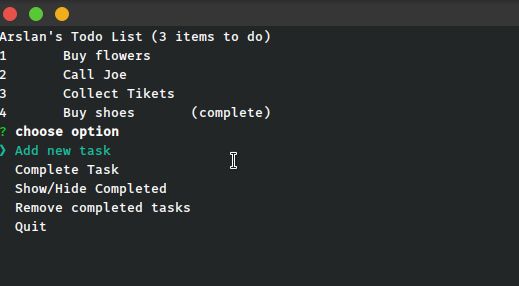 Arslan's Todo List (3 items to do)
1 Buy flowers
2 Call Joe
3 Collect Tikets
4 Buy shoes (complete)
? choose option
❯ Add new task
Complete Task
Show/Hide Completed
Remove completed tasks
Quit